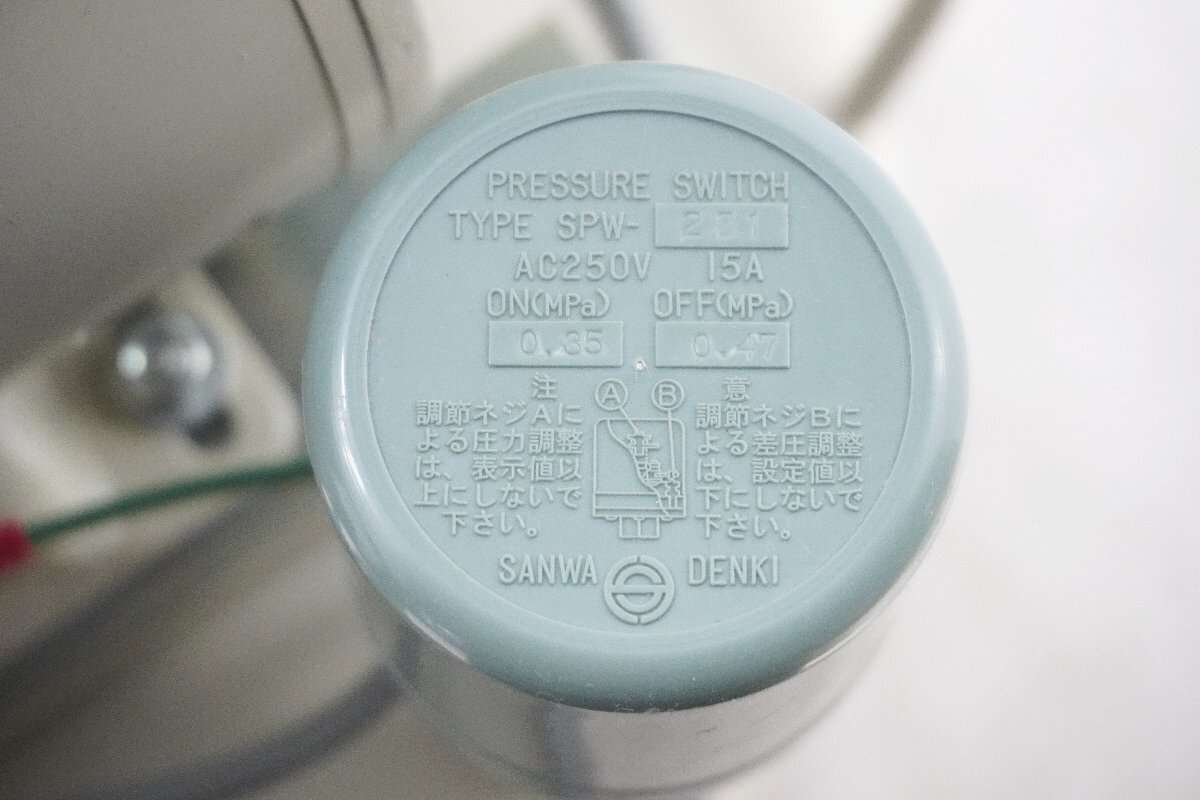 PRESSURE SWITCH
TYPE SPW- 231
AC250V 15A
ON(MPa) OFF(MPa)
0.35 0.47
注 A B 意
調節ネジAに
よる圧力調整
は、表示値以
上にしないで
下さい。
調節ネジBに
よる差圧調整
は、設定値以
下にしないで
下さい。
SANWA DENKI